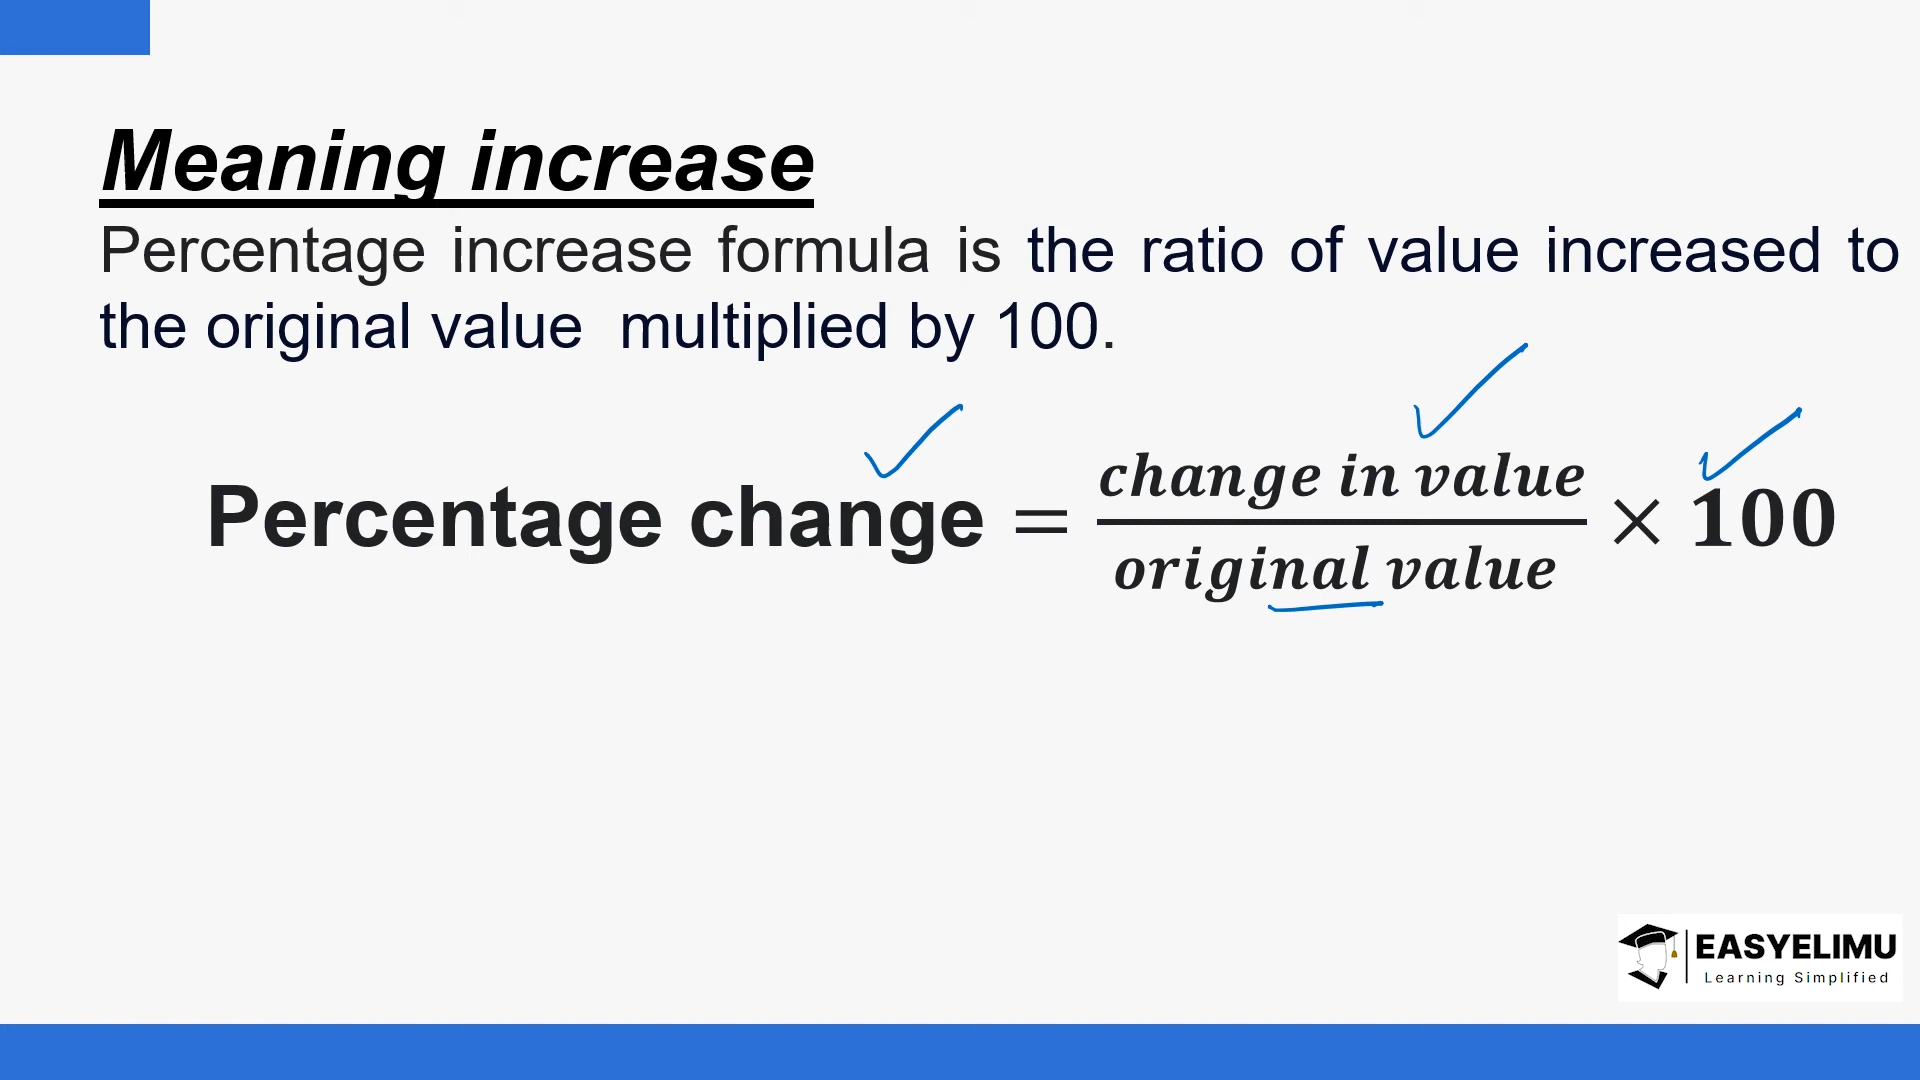 Meaning increase
Percentage increase formula is the ratio of value increased to
the original value multiplied by 100.
Percentage change = change in value / original value × 100
EASYELIMU
Learning Simplified